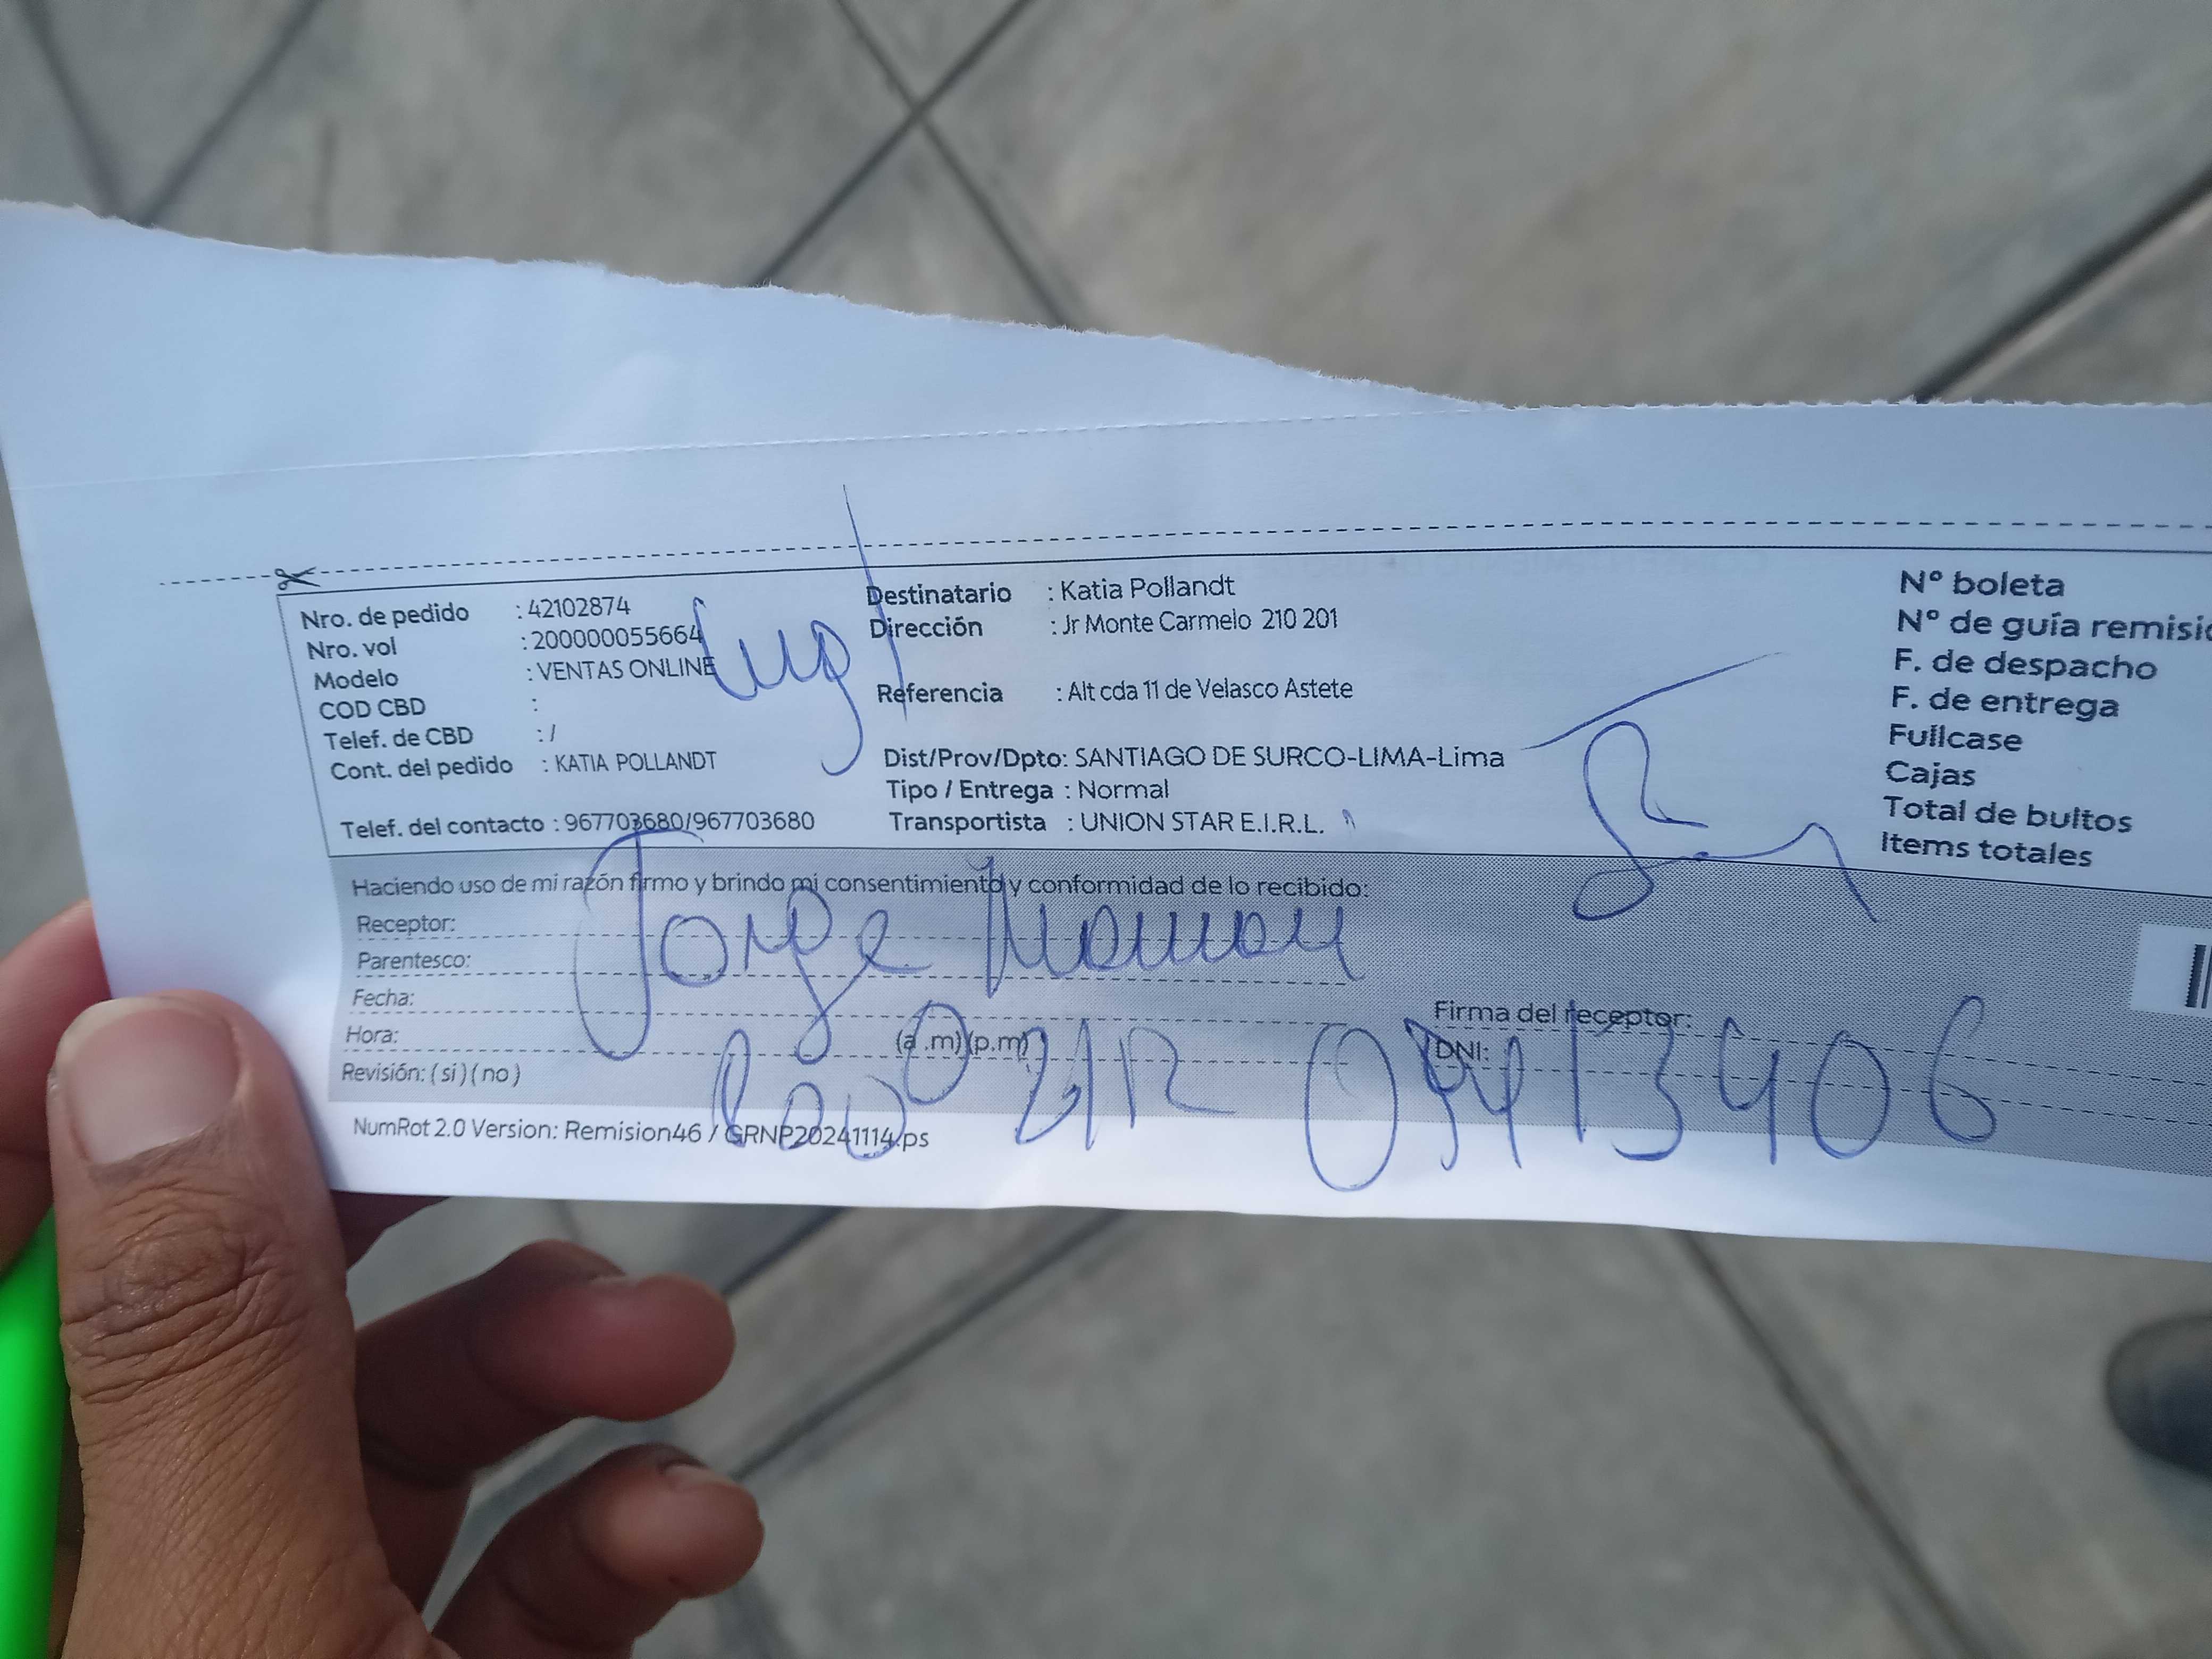 Nro. de pedido : 42102874
Nro. vol : 200000055664
Modelo : VENTAS ONLINE
COD CBD :
Telef. de CBD : /
Cont. del pedido : KATIA POLLANDT
Telef. del contacto : 967703680/967703680
Destinatario : Katia Pollandt
Dirección : Jr Monte Carmelo 210 201
Referencia : Alt cda 11 de Velasco Astete
Dist/Prov/Dpto: SANTIAGO DE SURCO-LIMA-Lima
Tipo / Entrega : Normal
Transportista : UNION STAR E.I.R.L.
N° boleta
N° de guía remisió
F. de despacho
F. de entrega
Fullcase
Cajas
Total de bultos
Items totales
Haciendo uso de mi razón firmo y brindo mi consentimiento y conformidad de lo recibido:
Receptor:
Jorge
Parentesco:
Fecha:
Hora: (a .m)(p.m)
Revisión: ( si ) ( no )
Firma del receptor:
DNI:
NumRot 2.0 Version: Remision46 / GRNP20241114.ps